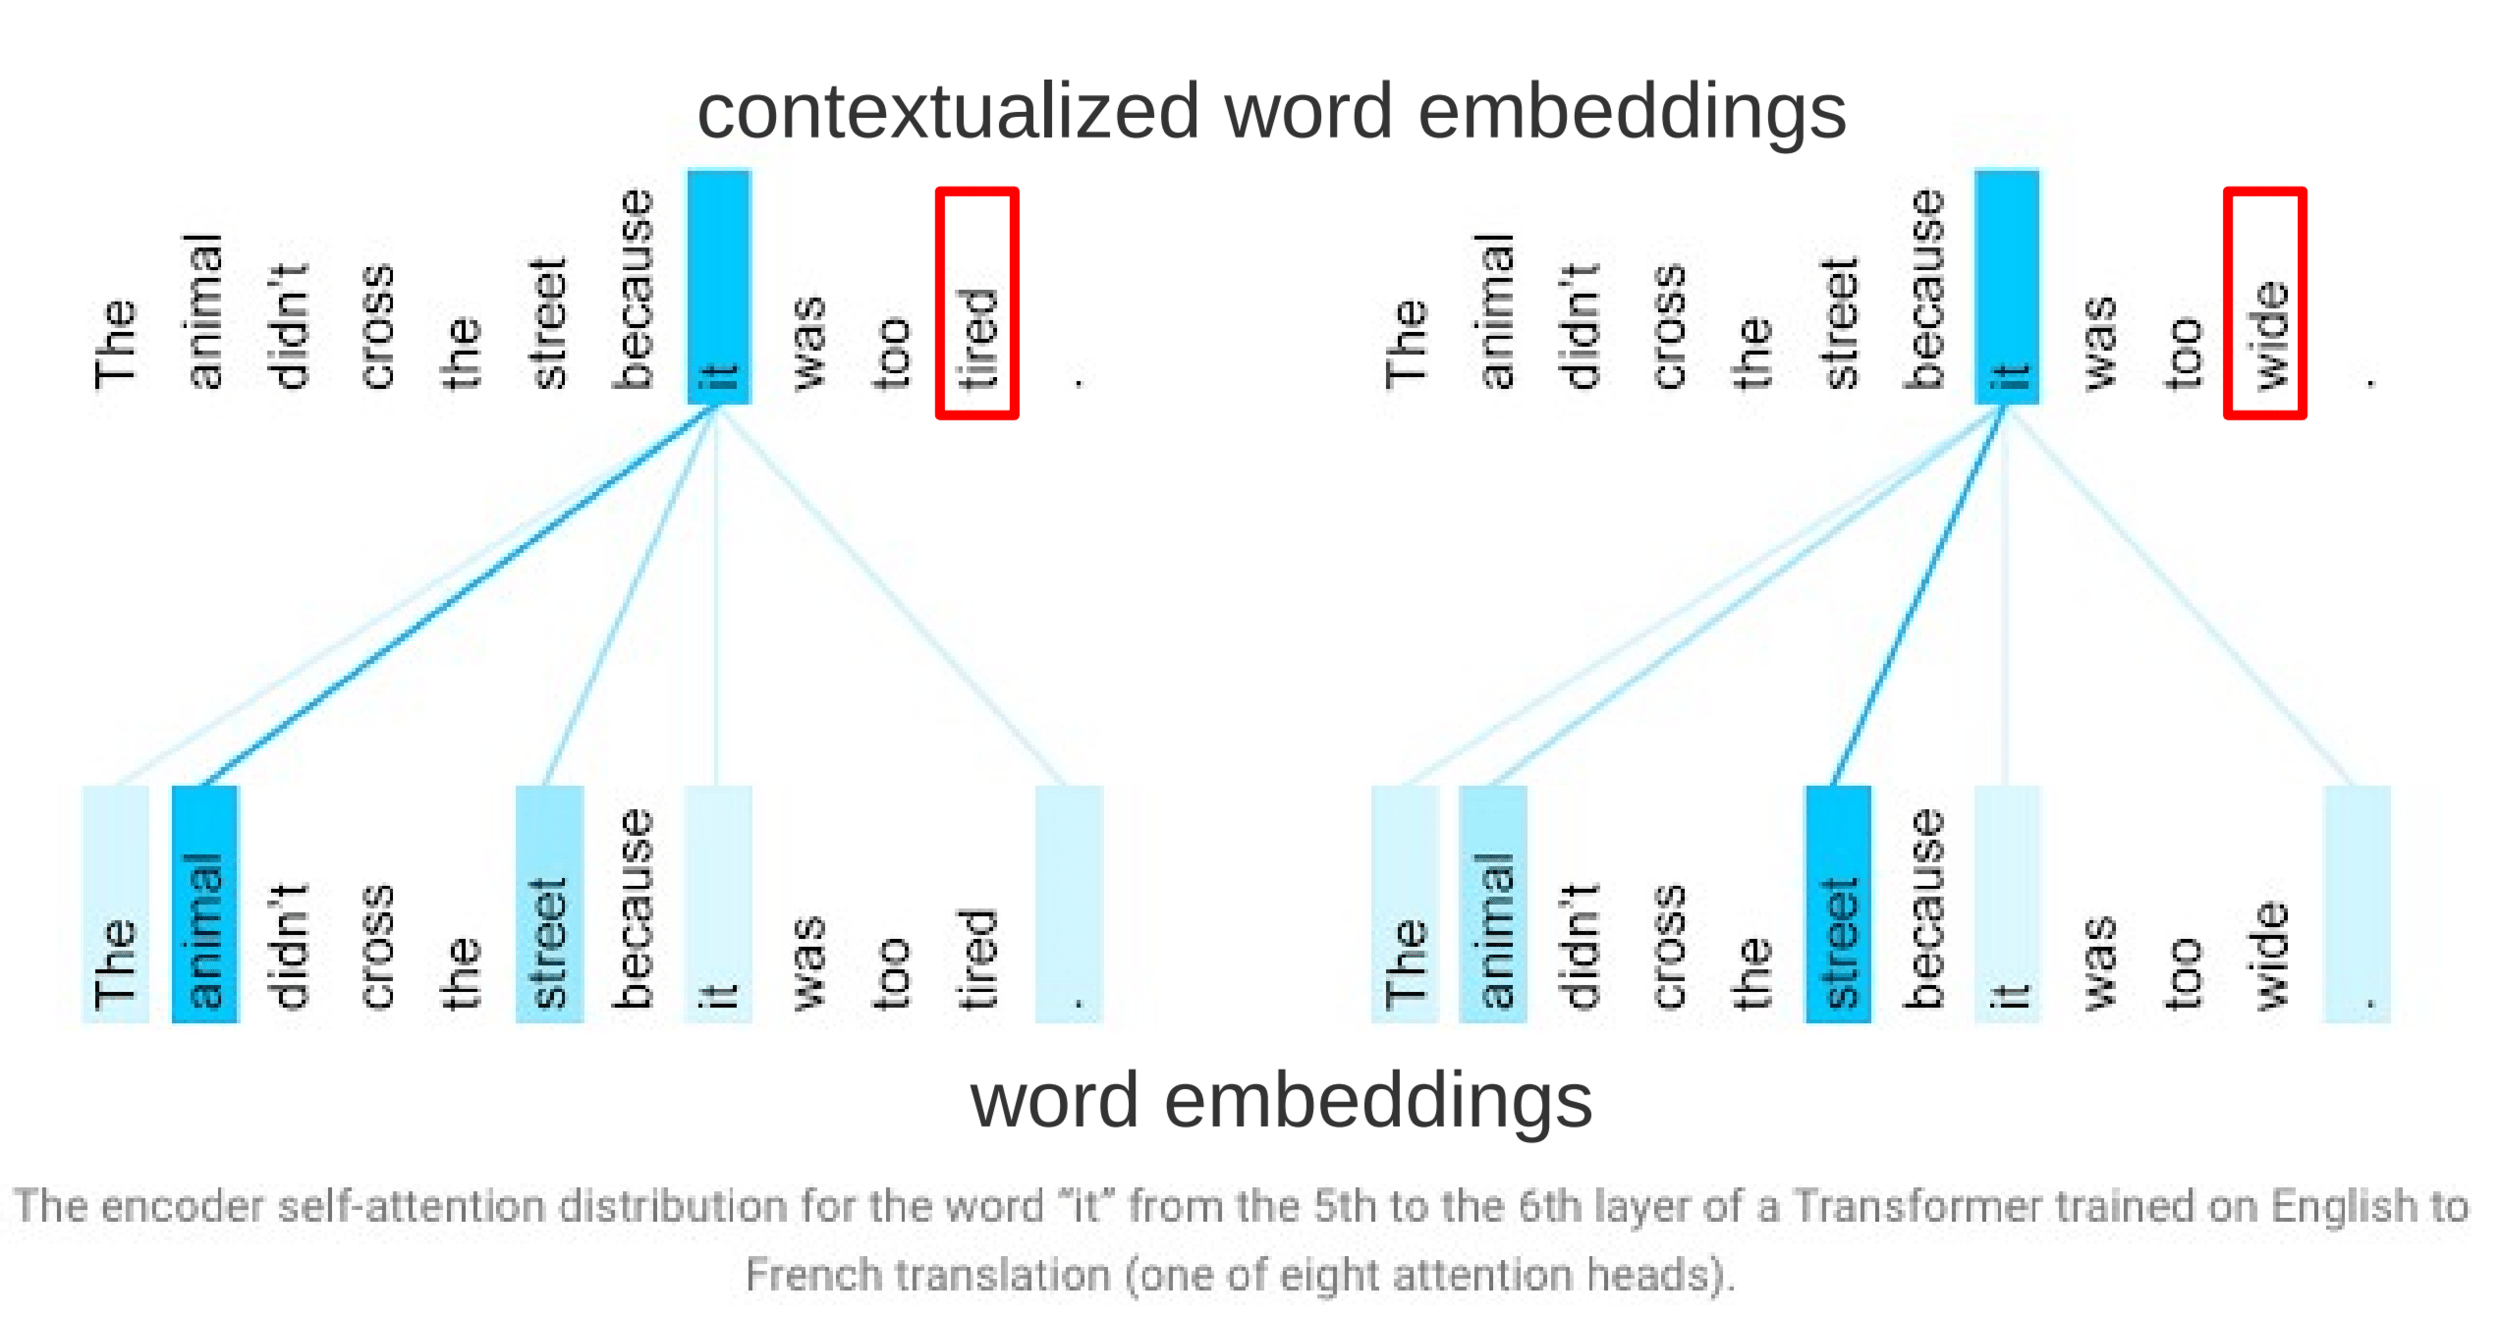 contextualized word embeddings
The animal didn't cross the street because it was too tired .
The animal didn't cross the street because it was too wide .
The animal didn't cross the street because it was too tired .
The animal didn't cross the street because it was too wide .
word embeddings
The encoder self-attention distribution for the word “it” from the 5th to the 6th layer of a Transformer trained on English to
French translation (one of eight attention heads).